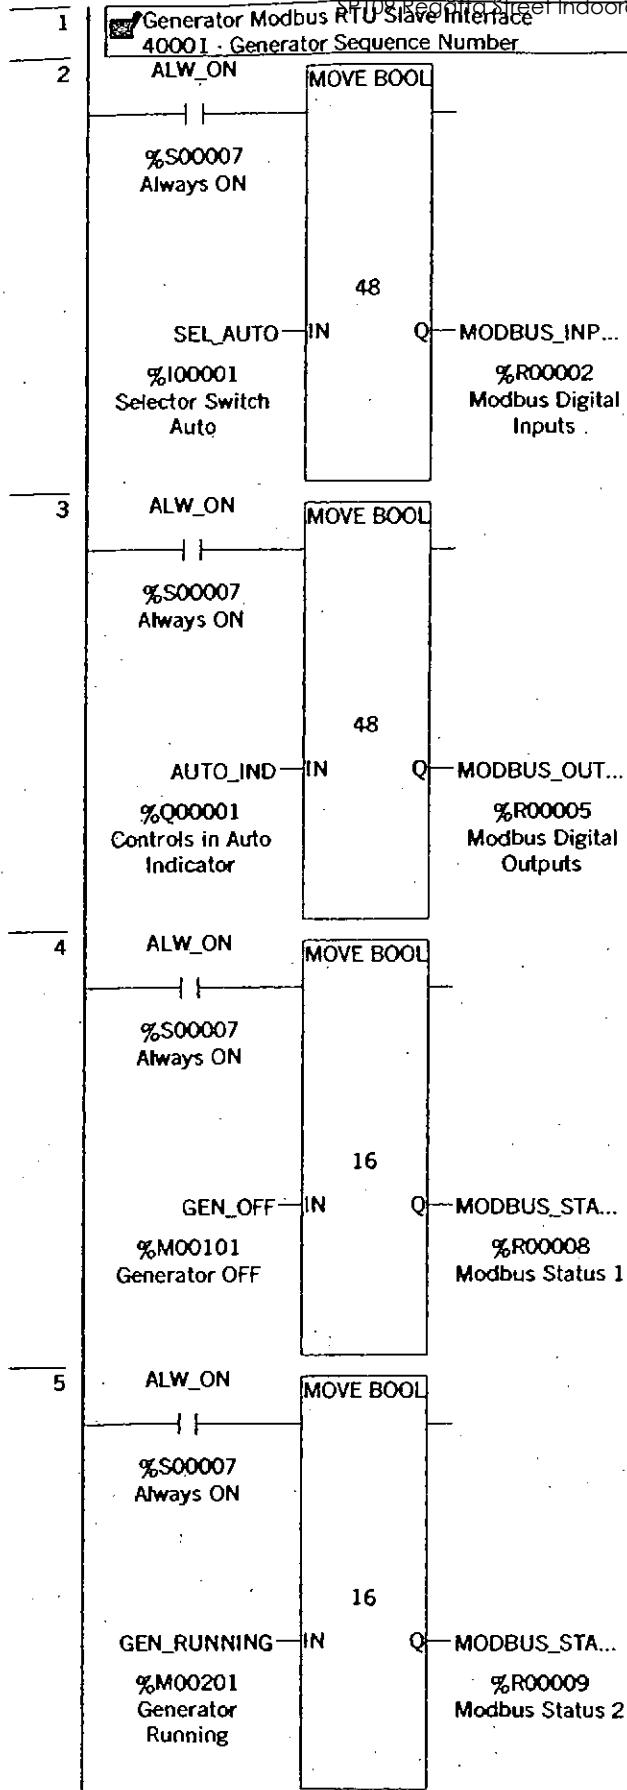 SP108 Regatta Street Indoor
1
Generator Modbus RTU Slave Interface
40001 - Generator Sequence Number
2
ALW_ON
MOVE BOOL
%S00007
Always ON
48
SEL_AUTO
IN
Q
MODBUS_INP...
%I00001
Selector Switch
Auto
%R00002
Modbus Digital
Inputs
3
ALW_ON
MOVE BOOL
%S00007
Always ON
48
AUTO_IND
IN
Q
MODBUS_OUT...
%Q00001
Controls in Auto
Indicator
%R00005
Modbus Digital
Outputs
4
ALW_ON
MOVE BOOL
%S00007
Always ON
16
GEN_OFF
IN
Q
MODBUS_STA...
%M00101
Generator OFF
%R00008
Modbus Status 1
5
ALW_ON
MOVE BOOL
%S00007
Always ON
16
GEN_RUNNING
IN
Q
MODBUS_STA...
%M00201
Generator
Running
%R00009
Modbus Status 2